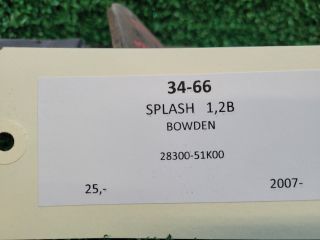 34-66
SPLASH 1,2B
BOWDEN
28300-51K00
25,- 2007-